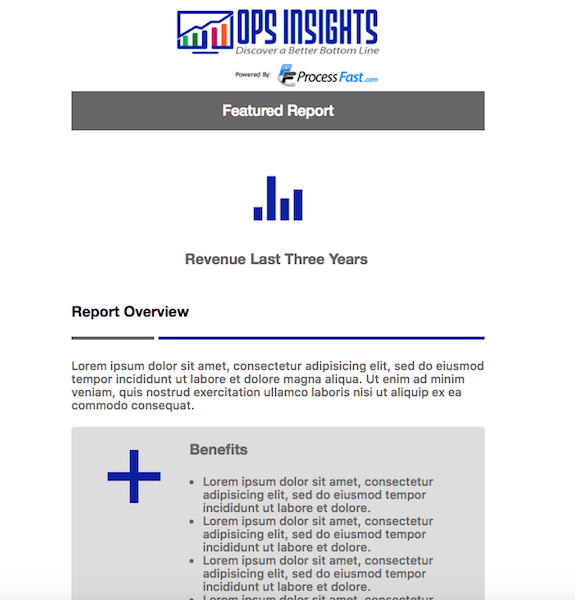 OPS INSIGHTS
Discover a Better Bottom Line
Powered By: PF ProcessFast.com
Featured Report
Revenue Last Three Years
Report Overview
Lorem ipsum dolor sit amet, consectetur adipisicing elit, sed do eiusmod
tempor incididunt ut labore et dolore magna aliqua. Ut enim ad minim
veniam, quis nostrud exercitation ullamco laboris nisi ut aliquip ex ea
commodo consequat.
Benefits
• Lorem ipsum dolor sit amet, consectetur
adipisicing elit, sed do eiusmod tempor
incididunt ut labore et dolore.
• Lorem ipsum dolor sit amet, consectetur
adipisicing elit, sed do eiusmod tempor
incididunt ut labore et dolore.
• Lorem ipsum dolor sit amet, consectetur
adipisicing elit, sed do eiusmod tempor
incididunt ut labore et dolore.
• Lorem ipsum dolor sit amet, consectetur